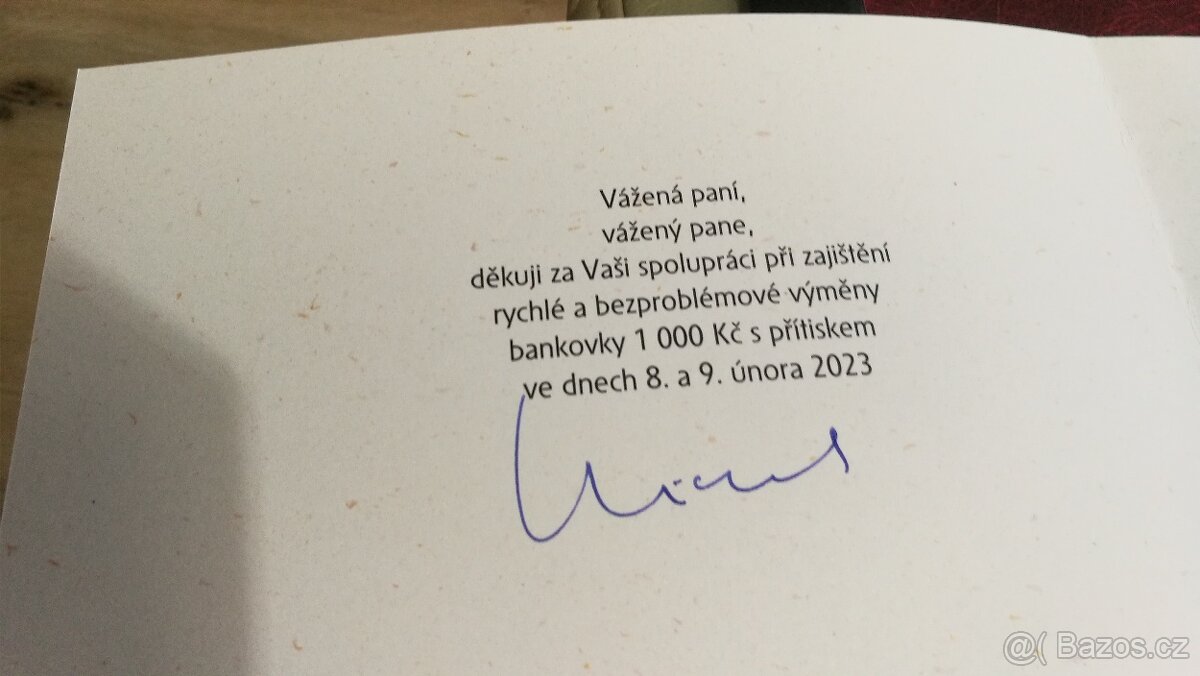 Vážená paní,
vážený pane,
děkuji za Vaši spolupráci při zajištění
rychlé a bezproblémové výměny
bankovky 1 000 Kč s přítiskem
ve dnech 8. a 9. února 2023
@( Bazos.cz